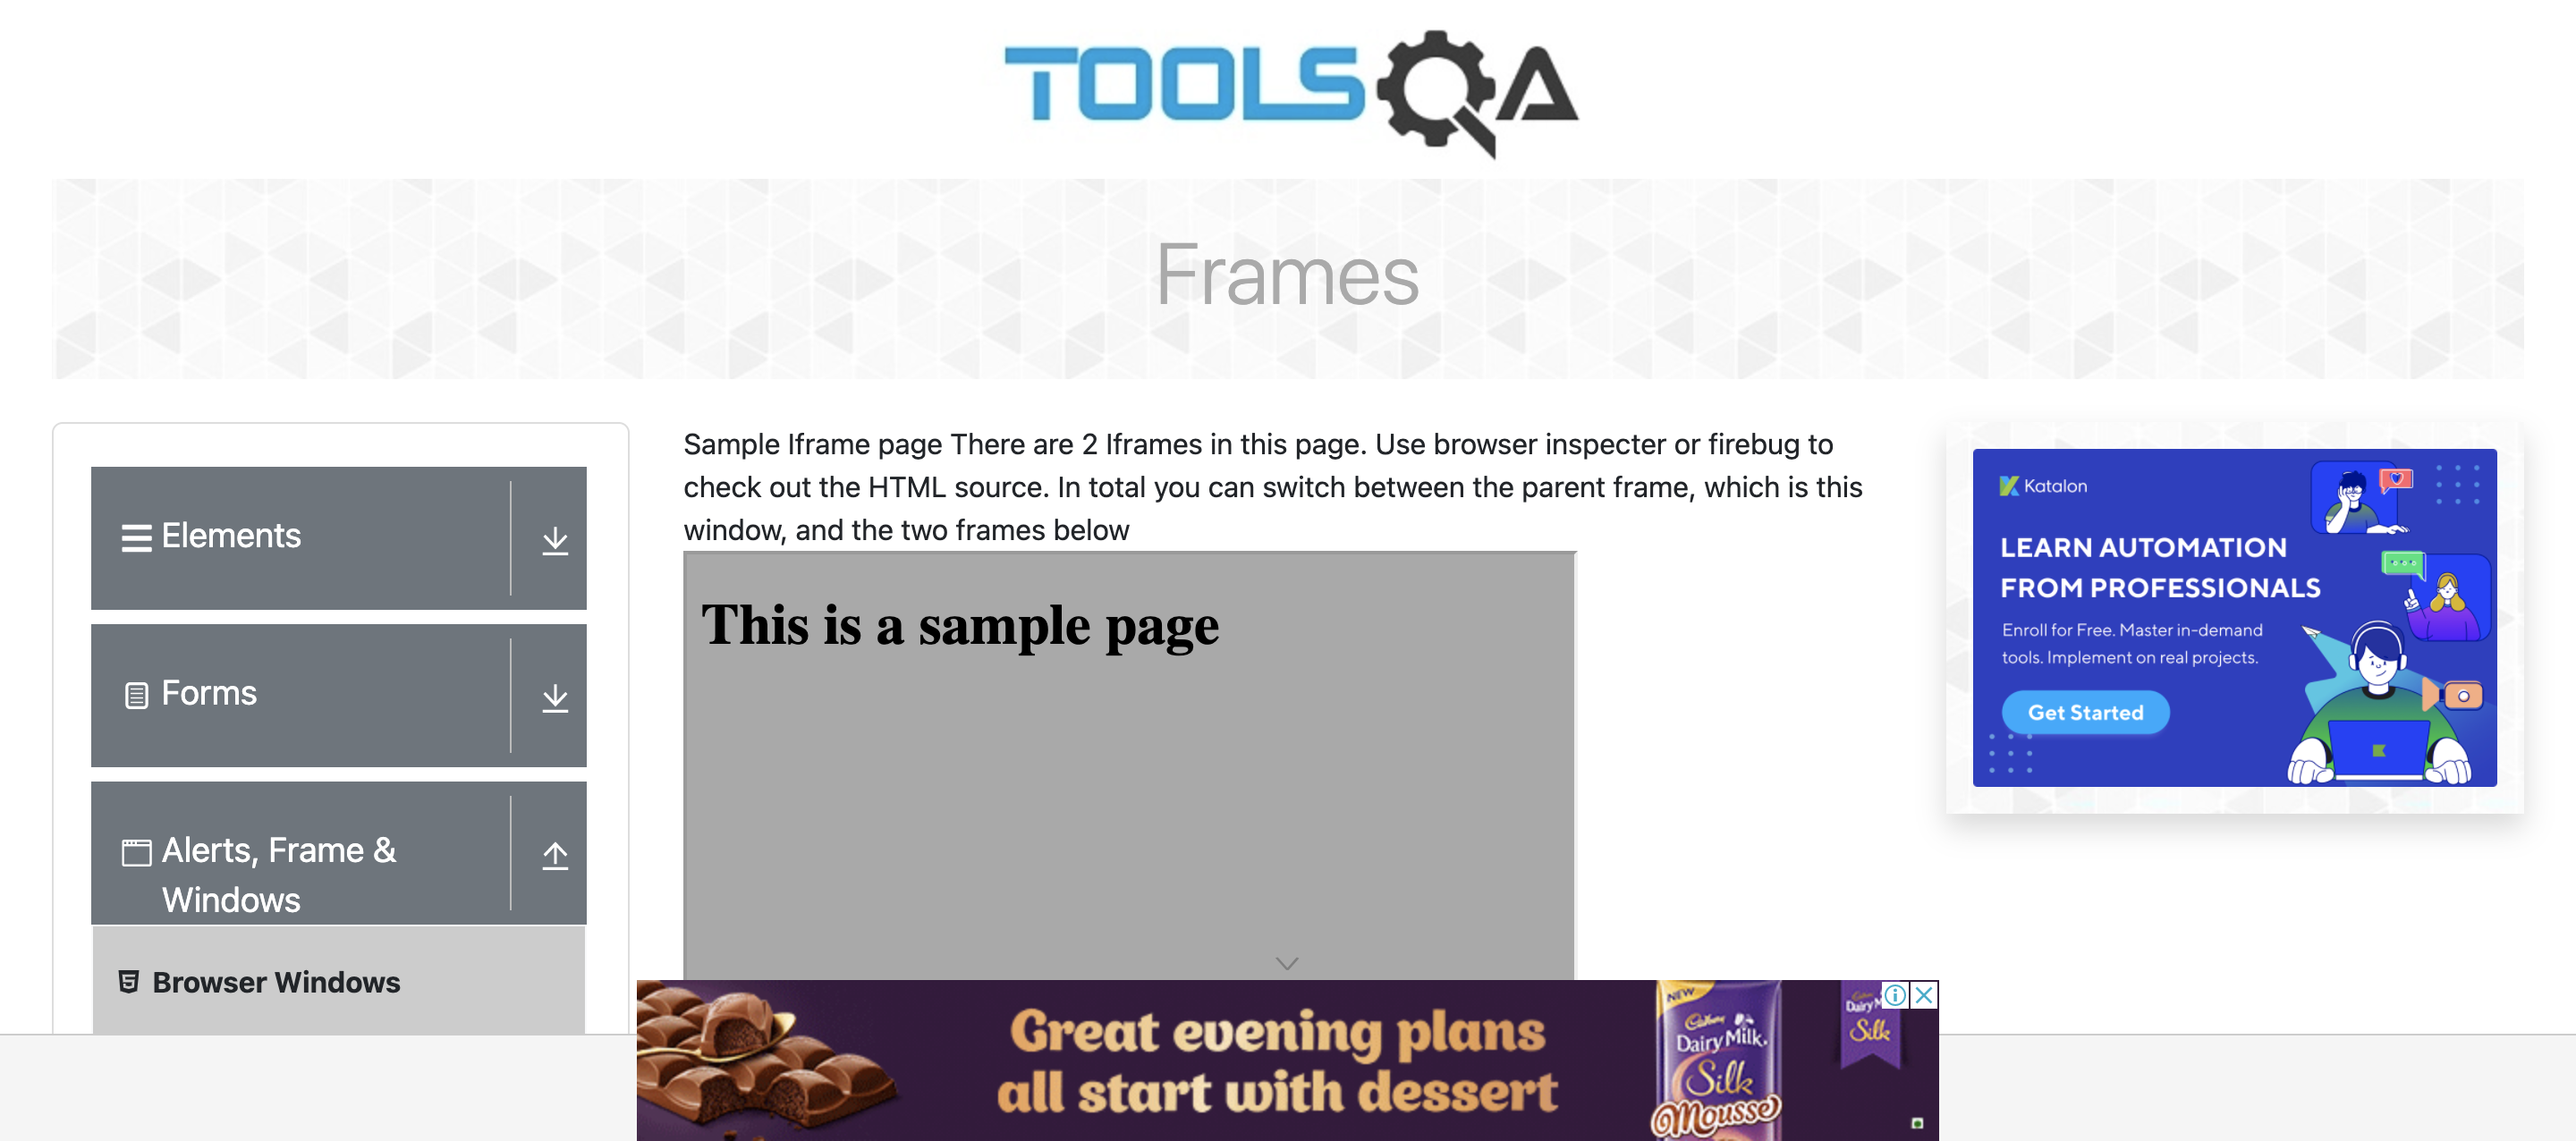 TOOLSQA
Frames
Elements
Forms
Alerts, Frame &
Windows
Browser Windows
Sample Iframe page There are 2 Iframes in this page. Use browser inspecter or firebug to
check out the HTML source. In total you can switch between the parent frame, which is this
window, and the two frames below
This is a sample page
Katalon
LEARN AUTOMATION
FROM PROFESSIONALS
Enroll for Free. Master in-demand
tools. Implement on real projects.
Get Started
Great evening plans
all start with dessert
NEW
Cadbury
Dairy Milk
Silk
Mousse
Dairy M
Silk